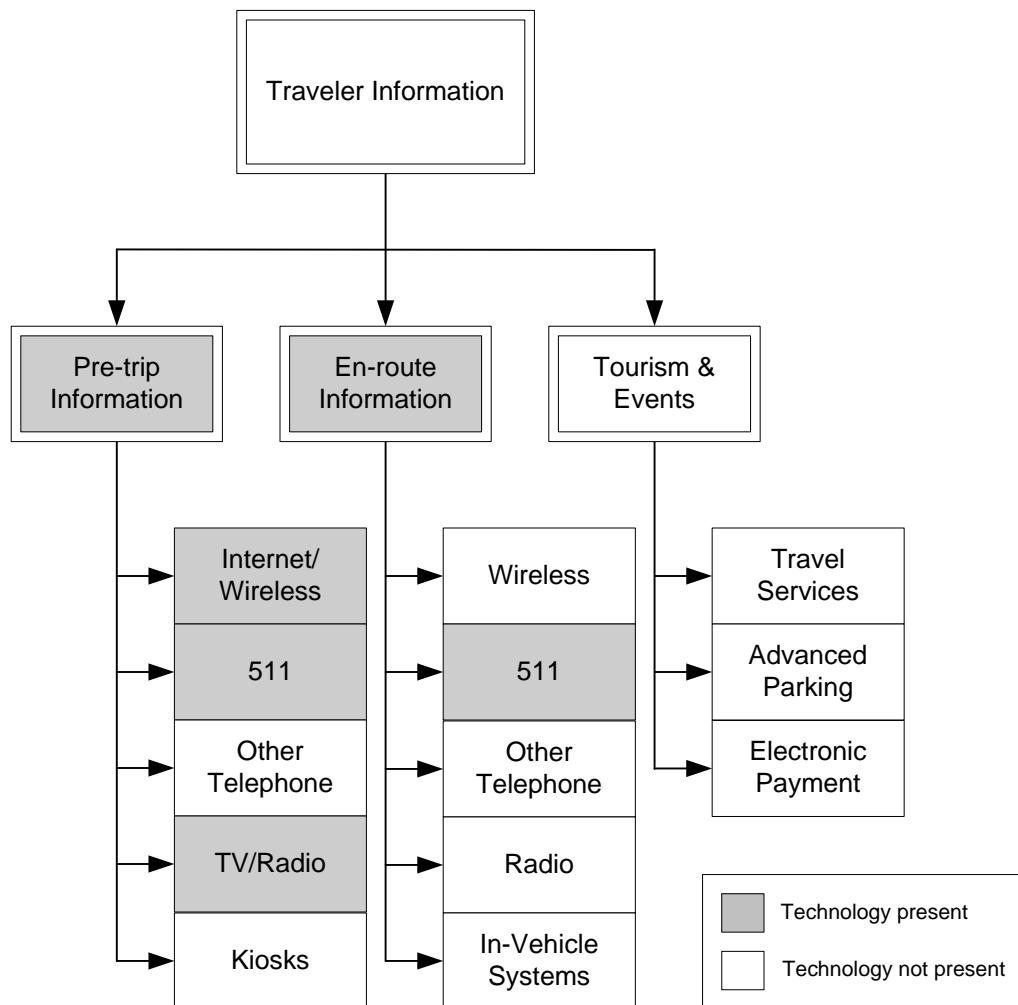 Traveler Information
Pre-trip
Information
En-route
Information
Tourism &
Events
Internet/
Wireless
511
Other
Telephone
TV/Radio
Kiosks
Wireless
511
Other
Telephone
Radio
In-Vehicle
Systems
Travel
Services
Advanced
Parking
Electronic
Payment
Technology present
Technology not present